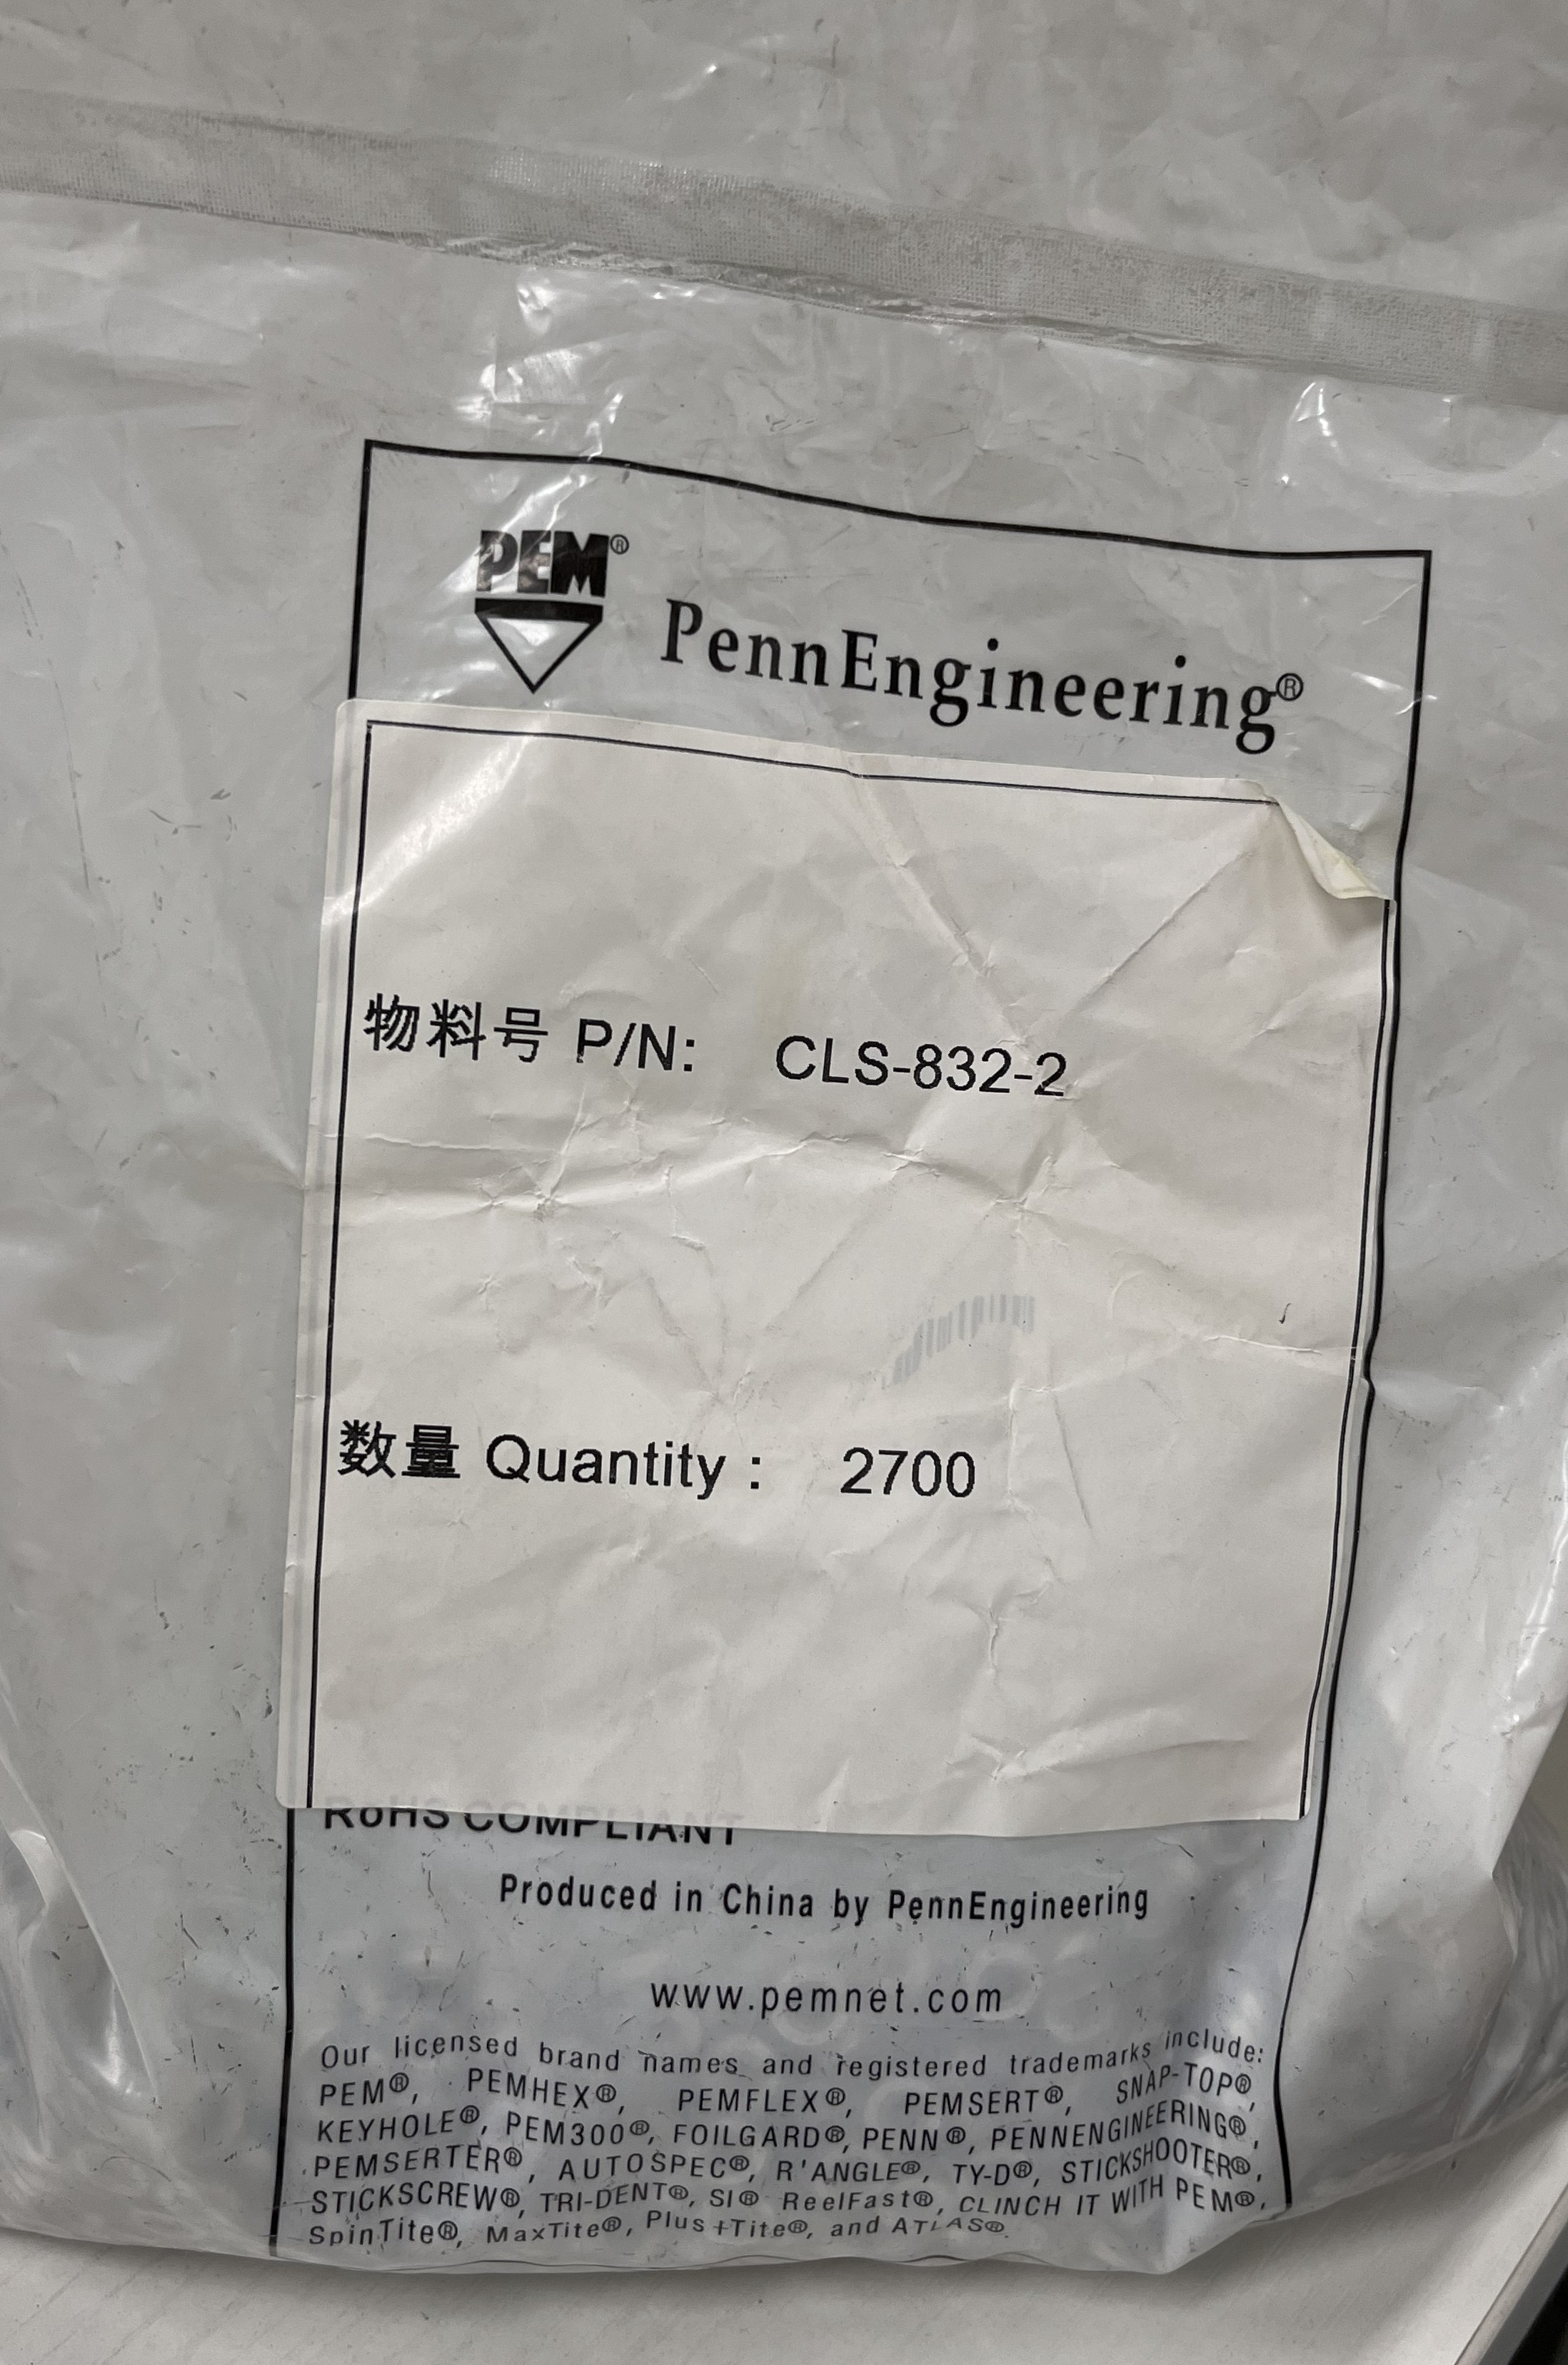 PEM®
PennEngineering®
物料号 P/N: CLS-832-2
数量 Quantity : 2700
RoHS COMPLIANT
Produced in China by PennEngineering
www.pemnet.com
Our licensed brand names and registered trademarks include:
PEM®, PEMHEX®, PEMFLEX®, PEMSERT®, SNAP-TOP®,
KEYHOLE®, PEM300®, FOILGARD®, PENN®, PENNENGINEERING®,
PEMSERTER®, AUTOSPEC®, R'ANGLE®, TY-D®, STICKSHOOTER®,
STICKSCREW®, TRI-DENT®, SI® ReelFast®, CLINCH IT WITH PEM®,
SpinTite®, MaxTite®, Plus+Tite®, and ATLAS®.